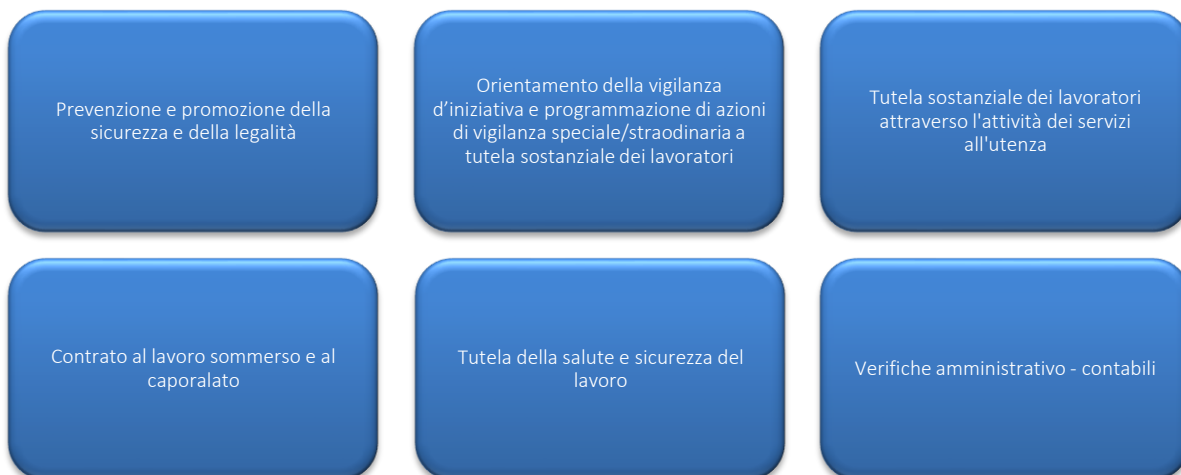 Prevenzione e promozione della
sicurezza e della legalità
Orientamento della vigilanza
d’iniziativa e programmazione di azioni
di vigilanza speciale/straodinaria a
tutela sostanziale dei lavoratori
Tutela sostanziale dei lavoratori
attraverso l'attività dei servizi
all'utenza
Contrato al lavoro sommerso e al
caporalato
Tutela della salute e sicurezza del
lavoro
Verifiche amministrativo - contabili